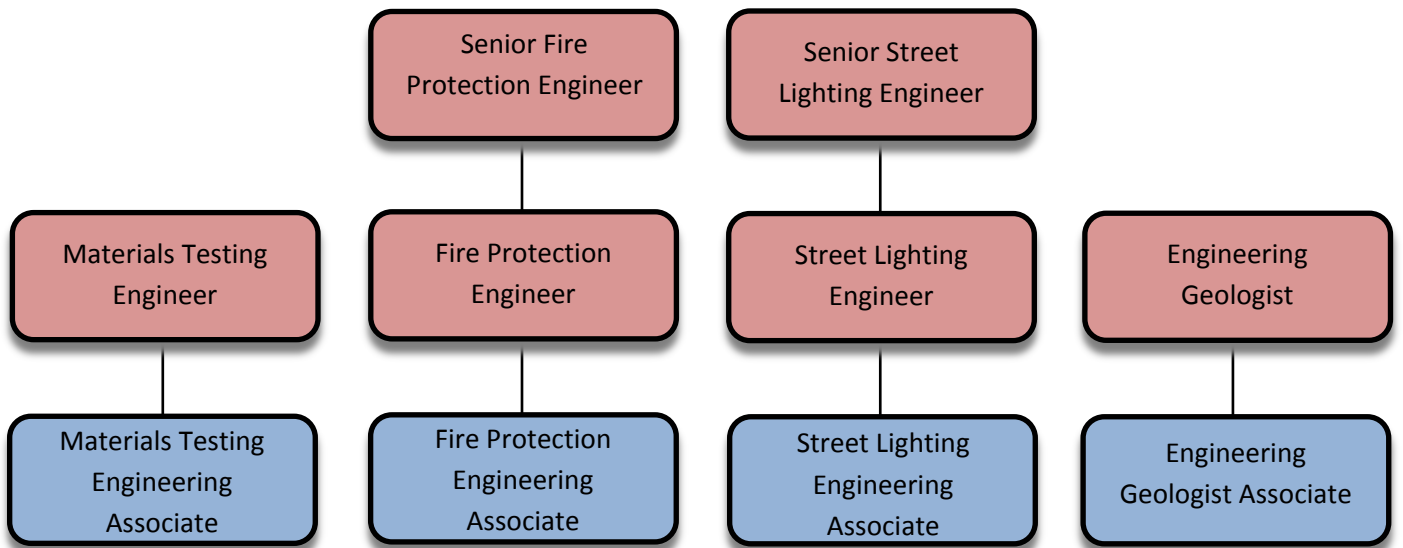 Senior Fire
Protection Engineer
Senior Street
Lighting Engineer
Materials Testing
Engineer
Fire Protection
Engineer
Street Lighting
Engineer
Engineering
Geologist
Materials Testing
Engineering
Associate
Fire Protection
Engineering
Associate
Street Lighting
Engineering
Associate
Engineering
Geologist Associate